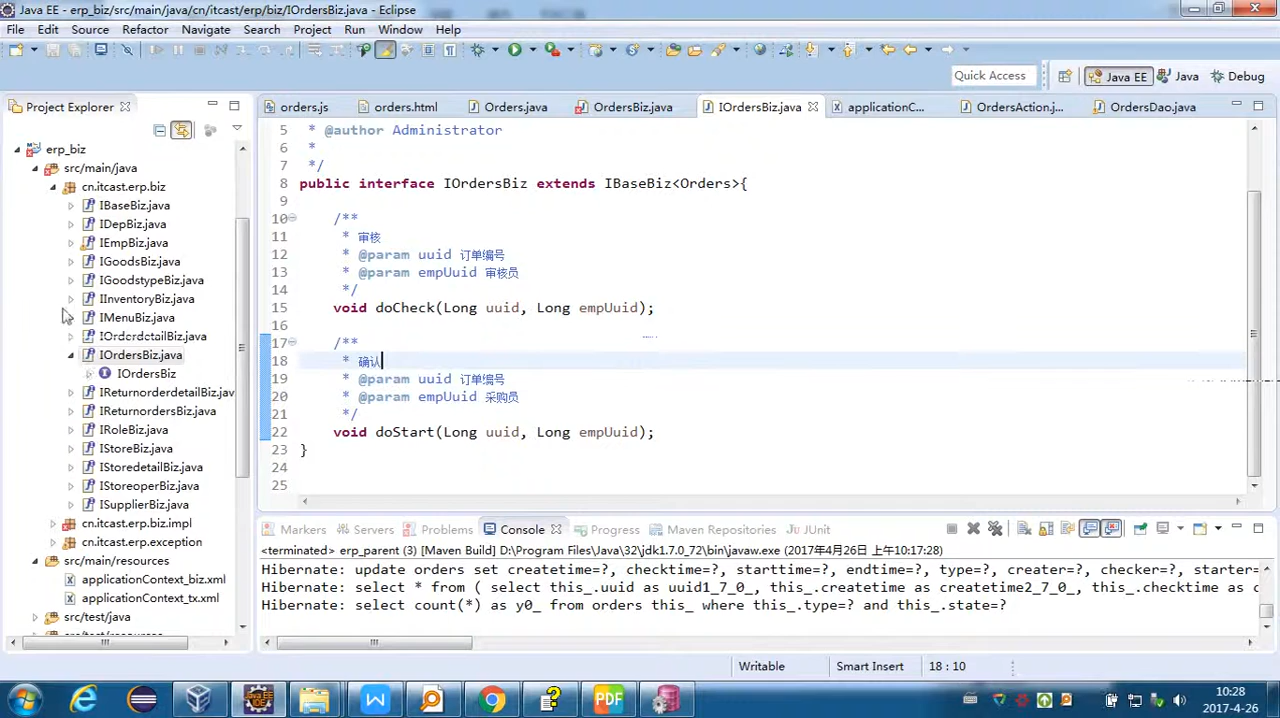 Java EE - erp_biz/src/main/java/cn/itcast/erp/biz/IOrdersBiz.java - Eclipse
File Edit Source Refactor Navigate Search Project Run Window Help
Quick Access
Java EE
Java
Debug
Project Explorer
orders.js
orders.html
Orders.java
OrdersBiz.java
IOrdersBiz.java
applicationC...
OrdersAction.j...
OrdersDao.java
erp_biz
src/main/java
cn.itcast.erp.biz
IBaseBiz.java
IDepBiz.java
IEmpBiz.java
IGoodsBiz.java
IGoodstypeBiz.java
IInventoryBiz.java
IMenuBiz.java
IOrderdetailBiz.java
IOrdersBiz.java
IOrdersBiz
IReturnorderdetailBiz.jav
IReturnordersBiz.java
IRoleBiz.java
IStoreBiz.java
IStoredetailBiz.java
IStoreoperBiz.java
ISupplierBiz.java
cn.itcast.erp.biz.impl
cn.itcast.erp.exception
src/main/resources
applicationContext_biz.xml
applicationContext_tx.xml
src/test/java
5 * @author Administrator
6 *
7 */
8 public interface IOrdersBiz extends IBaseBiz<Orders>{
9
10 /**
11 * 审核
12 * @param uuid 订单编号
13 * @param empUuid 审核员
14 */
15 void doCheck(Long uuid, Long empUuid);
16
17 /**
18 * 确认
19 * @param uuid 订单编号
20 * @param empUuid 采购员
21 */
22 void doStart(Long uuid, Long empUuid);
23 }
24
25
Markers Servers Problems Console Progress Maven Repositories JUnit
<terminated> erp_parent (3) [Maven Build] D:\Program Files\Java\32\jdk1.7.0_72\bin\javaw.exe (2017年4月26日 上午10:17:28)
Hibernate: update orders set createtime=?, checktime=?, starttime=?, endtime=?, type=?, creater=?, checker=?, starter=
Hibernate: select * from ( select this_.uuid as uuid1_7_0_, this_.createtime as createtime2_7_0_, this_.checktime as c
Hibernate: select count(*) as y0_ from orders this_ where this_.type=? and this_.state=?
Writable
Smart Insert
18 : 10
10:28
2017-4-26